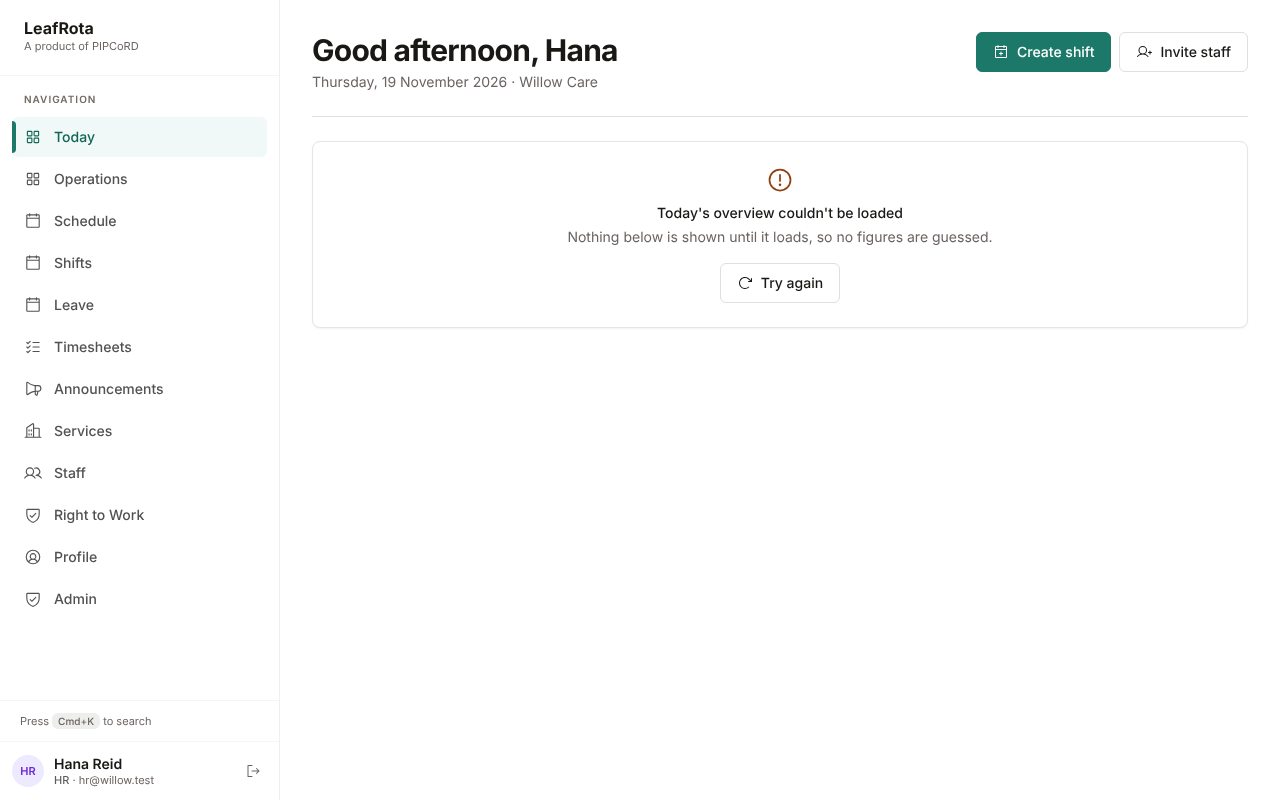 LeafRota
A product of PIPCoRD
NAVIGATION
Today
Operations
Schedule
Shifts
Leave
Timesheets
Announcements
Services
Staff
Right to Work
Profile
Admin
Press Cmd+K to search
HR
Hana Reid
HR · hr@willow.test
Good afternoon, Hana
Thursday, 19 November 2026 · Willow Care
Create shift
Invite staff
Today's overview couldn't be loaded
Nothing below is shown until it loads, so no figures are guessed.
Try again